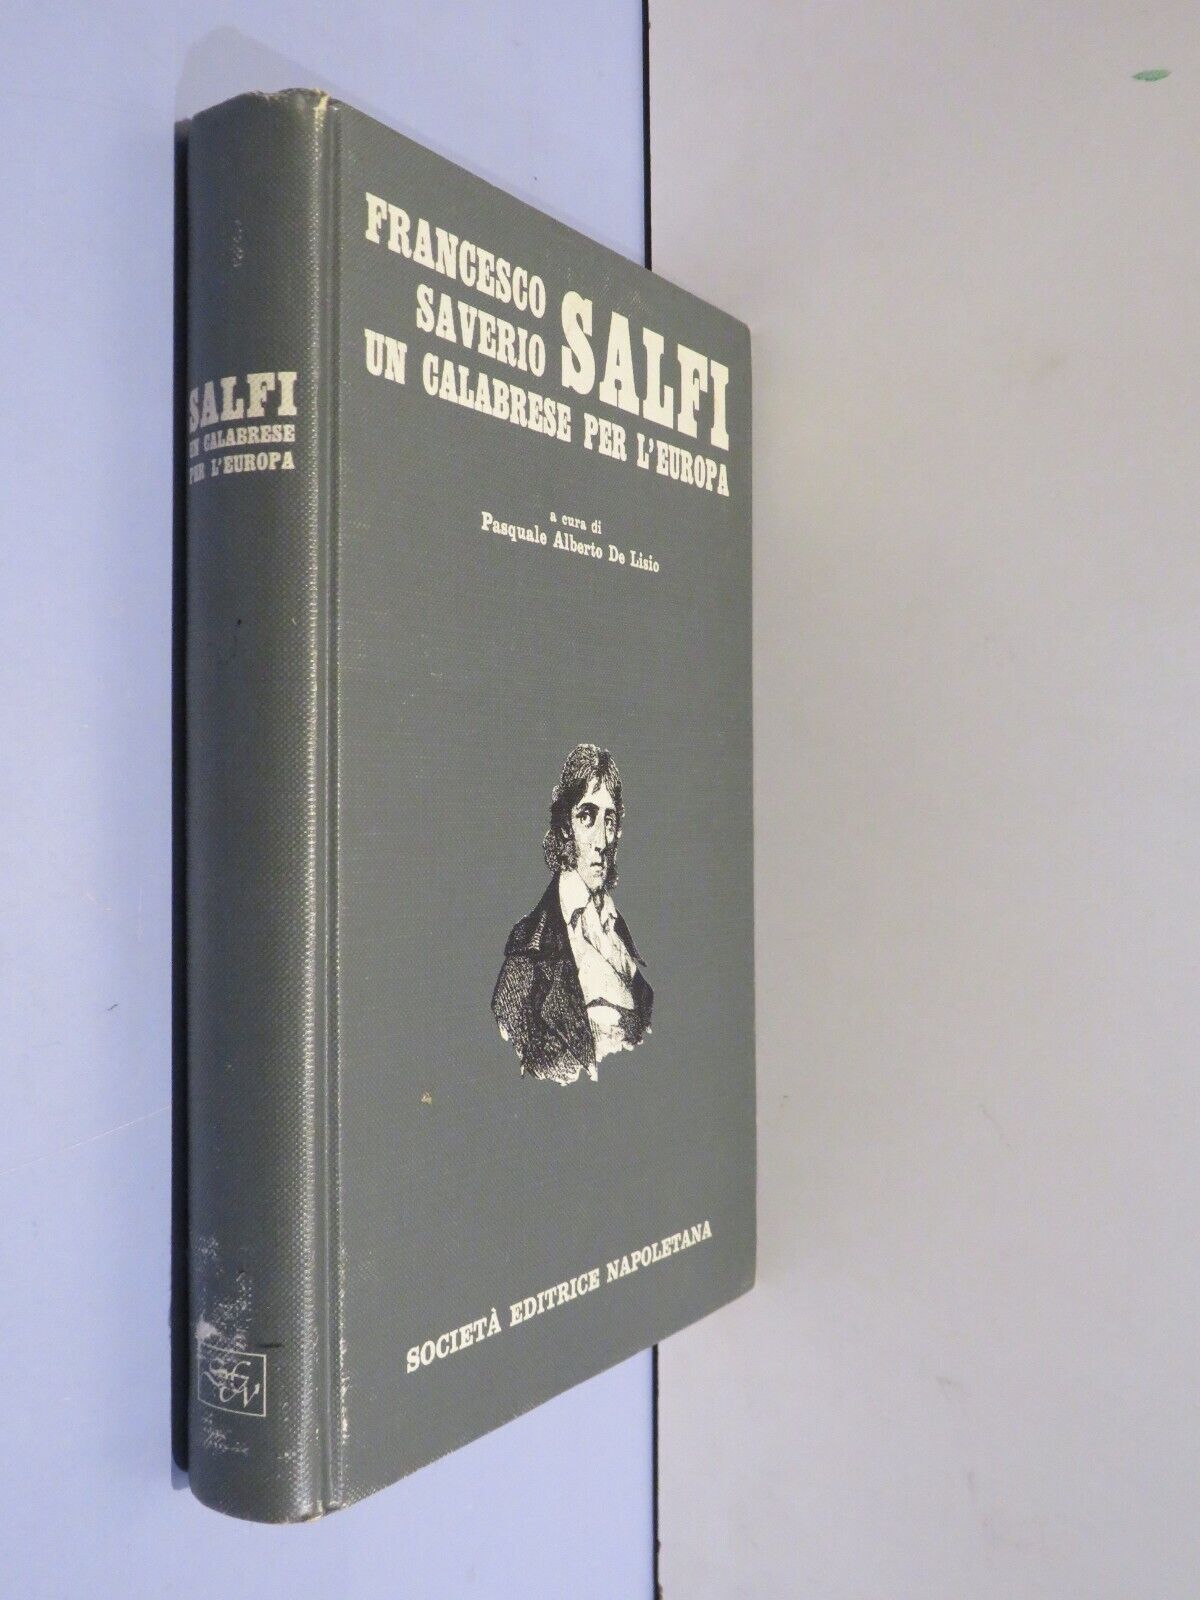 FRANCESCO
SAVERIO SALFI
UN CALABRESE PER L'EUROPA
a cura di
Pasquale Alberto De Lisio
SOCIETÀ EDITRICE NAPOLETANA
SALFI
UN CALABRESE
PER L'EUROPA